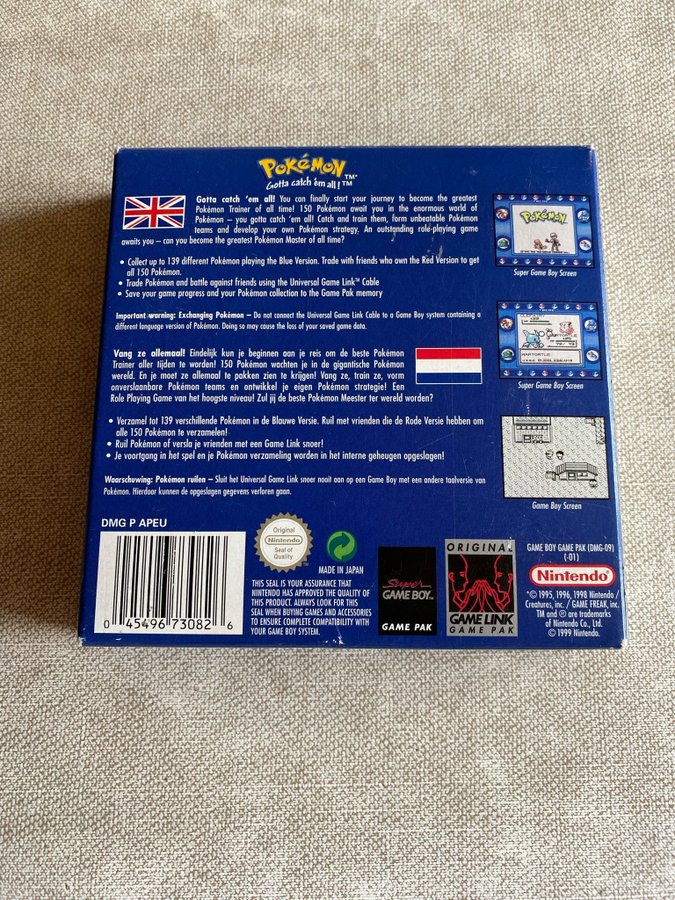 POKéMON™
Gotta catch 'em all!™
Gotta catch 'em all! You can finally start your journey to become the greatest
Pokémon Trainer of all time! 150 Pokémon await you in the enormous world of
Pokémon – you gotta catch 'em all! Catch and train them, form unbeatable Pokémon
teams and develop your own Pokémon strategy. An outstanding role-playing game
awaits you – can you become the greatest Pokémon Master of all time?
• Collect up to 139 different Pokémon playing the Blue Version. Trade with friends who own the Red Version to get
all 150 Pokémon.
• Trade Pokémon and battle against friends using the Universal Game Link™ Cable
• Save your game progress and your Pokémon collection to the Game Pak memory
Important warning: Exchanging Pokémon – Do not connect the Universal Game Link Cable to a Game Boy system containing a
different language version of Pokémon. Doing so may cause the loss of your saved game data.
POKéMON
Super Game Boy Screen
WARTORTLE
Super Game Boy Screen
Game Boy Screen
Vang ze allemaal! Eindelijk kun je beginnen aan je reis om de beste Pokémon
Trainer aller tijden te worden! 150 Pokémon wachten je in de gigantische Pokémon
wereld. En je moet ze allemaal te pakken zien te krijgen! Vang ze, train ze, vorm
onverslaanbare Pokémon teams en ontwikkel je eigen Pokémon strategie! Een
Role Playing Game van het hoogste niveau! Zul jij de beste Pokémon Meester ter wereld worden?
• Verzamel tot 139 verschillende Pokémon in de Blauwe Versie. Ruil met vrienden die de Rode Versie hebben om
alle 150 Pokémon te verzamelen!
• Ruil Pokémon of versla je vrienden met een Game Link snoer!
• Je voortgang in het spel en je Pokémon verzameling worden in het interne geheugen opgeslagen!
Waarschuwing: Pokémon ruilen – Sluit het Universal Game Link snoer nooit aan op een Game Boy met een andere taalversie van
Pokémon. Hierdoor kunnen de opgeslagen gegevens verloren gaan.
DMG P APEU
0 45496 73082 6
Original
Nintendo
Seal of
Quality
MADE IN JAPAN
THIS SEAL IS YOUR ASSURANCE THAT
NINTENDO HAS APPROVED THE QUALITY OF
THIS PRODUCT. ALWAYS LOOK FOR THIS
SEAL WHEN BUYING GAMES AND ACCESSORIES
TO ENSURE COMPLETE COMPATIBILITY WITH
YOUR GAME BOY SYSTEM.
Super
GAME BOY™
GAME PAK
ORIGINAL
GAME LINK
GAME PAK
GAME BOY GAME PAK (DMG-09)
(-01)
Nintendo®
©1995, 1996, 1998 Nintendo /
Creatures, inc. / GAME FREAK, inc.
TM and ® are trademarks
of Nintendo Co., Ltd.
© 1999 Nintendo.